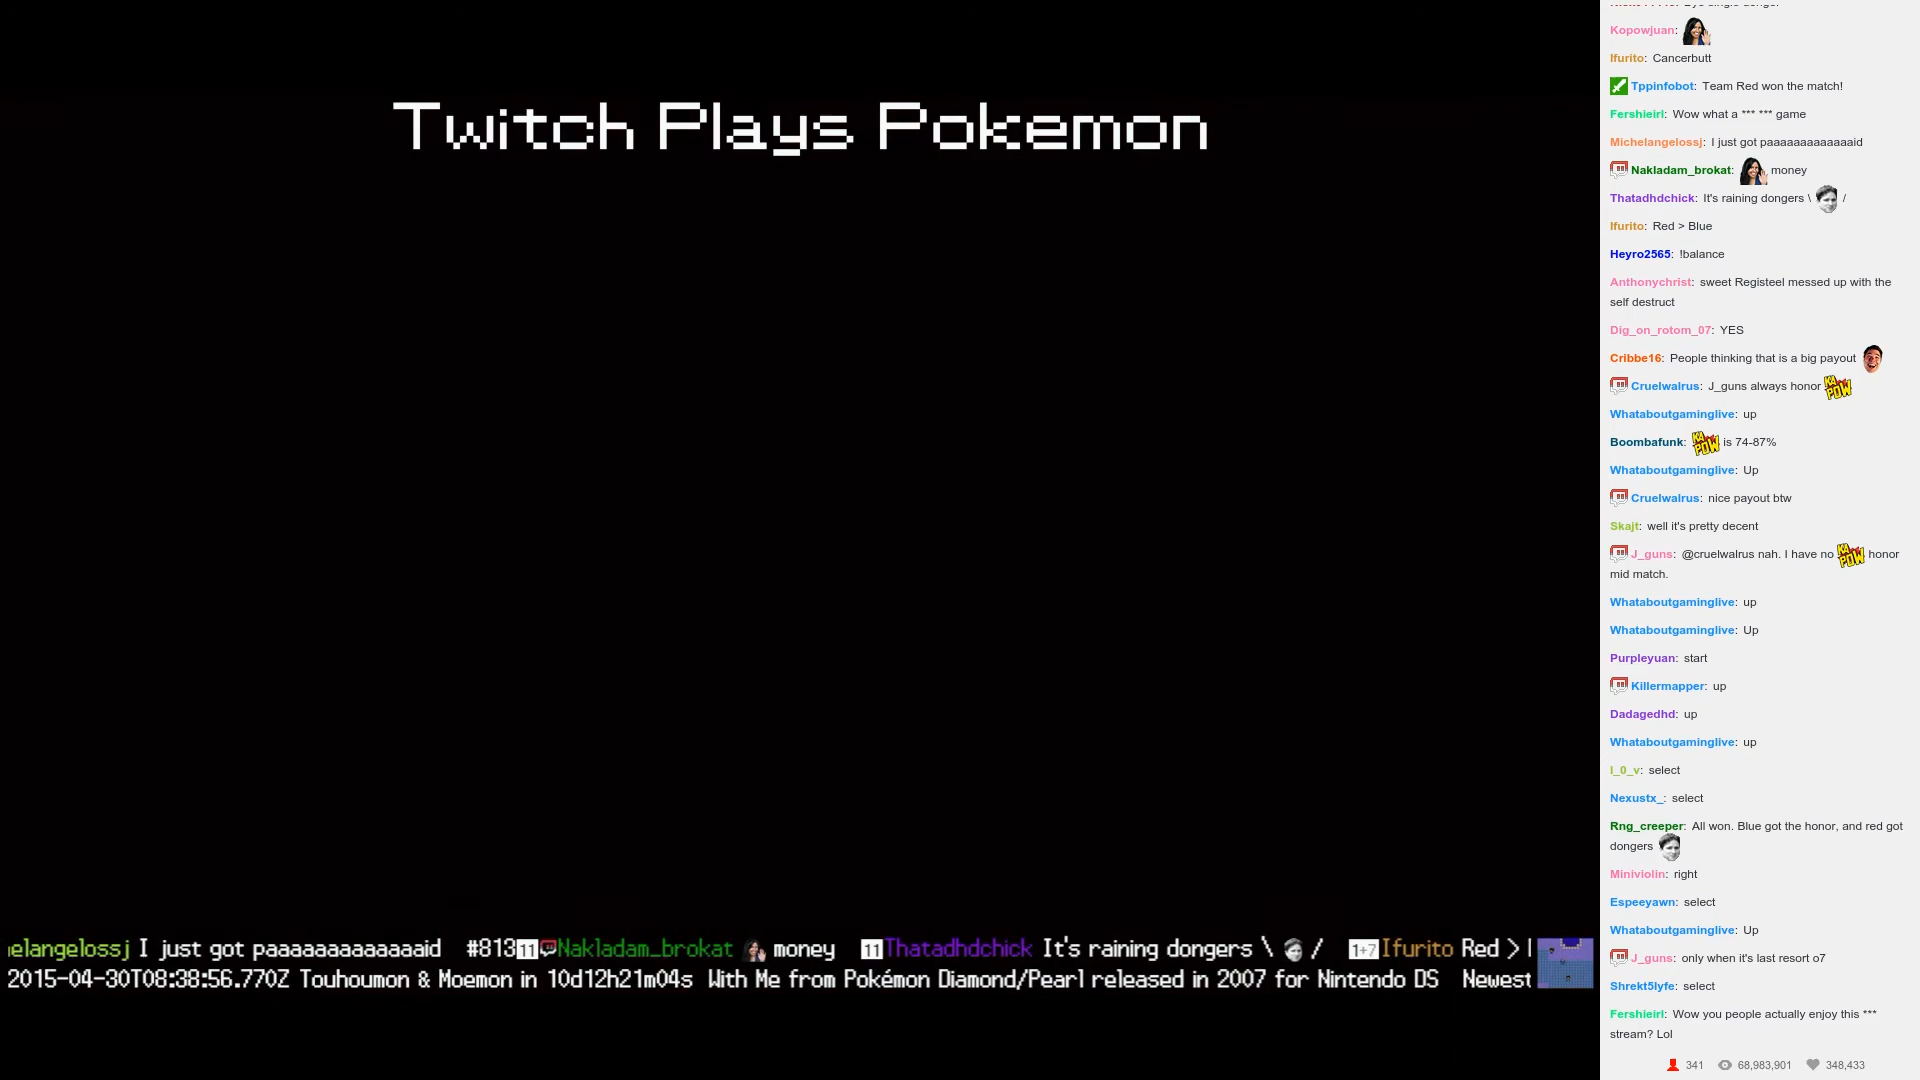 Twitch Plays Pokemon
elangelossj I just got paaaaaaaaaaaaaid #813 11 Nakladam_brokat money 11 Thatadhdchick It's raining dongers \ / 1+7 Ifurito Red >
2015-04-30T08:38:56.770Z Touhoumon & Moemon in 10d12h21m04s With Me from Pokémon Diamond/Pearl released in 2007 for Nintendo DS Newest
Kopowjuan:
Ifurito: Cancerbutt
Tppinfobot: Team Red won the match!
Fershieirl: Wow what a *** *** game
Michelangelossj: I just got paaaaaaaaaaaaaid
Nakladam_brokat: money
Thatadhdchick: It's raining dongers \ /
Ifurito: Red > Blue
Heyro2565: !balance
Anthonychrist: sweet Registeel messed up with the
self destruct
Dig_on_rotom_07: YES
Cribbe16: People thinking that is a big payout
Cruelwalrus: J_guns always honor KA POW
Whataboutgaminglive: up
Boombafunk: KA POW is 74-87%
Whataboutgaminglive: Up
Cruelwalrus: nice payout btw
Skajt: well it's pretty decent
J_guns: @cruelwalrus nah. I have no KA POW honor
mid match.
Whataboutgaminglive: up
Whataboutgaminglive: Up
Purpleyuan: start
Killermapper: up
Dadagedhd: up
Whataboutgaminglive: up
l_0_v: select
Nexustx_: select
Rng_creeper: All won. Blue got the honor, and red got
dongers
Miniviolin: right
Espeeyawn: select
Whataboutgaminglive: Up
J_guns: only when it's last resort o7
Shrekt5lyfe: select
Fershieirl: Wow you people actually enjoy this ***
stream? Lol
341 68,983,901 348,433